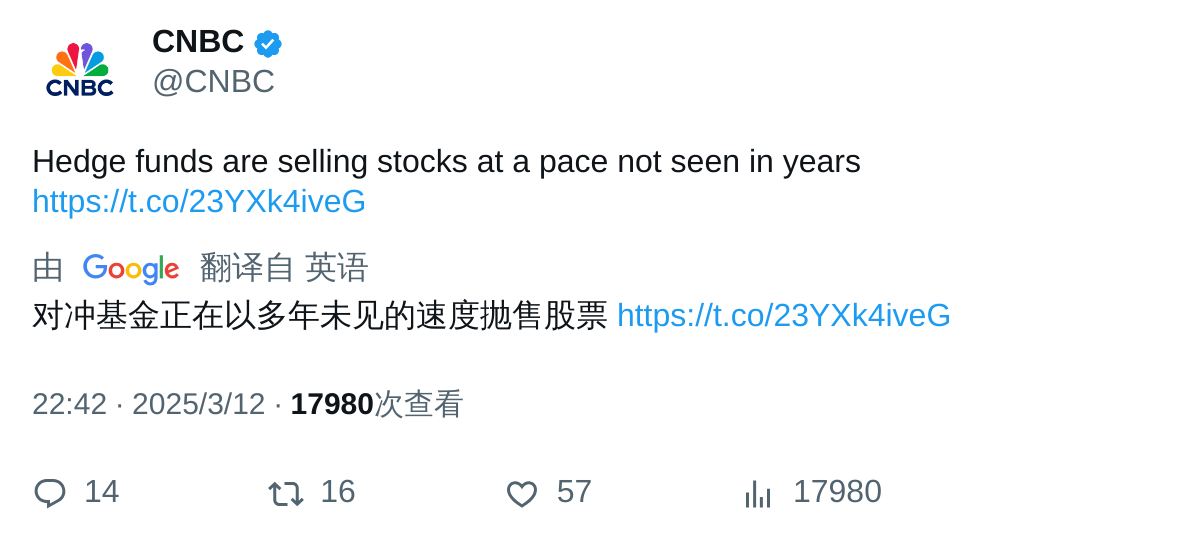 CNBC
CNBC
@CNBC
Hedge funds are selling stocks at a pace not seen in years
https://t.co/23YXk4iveG
由 Google 翻译自 英语
对冲基金正在以多年未见的速度抛售股票 https://t.co/23YXk4iveG
22:42 · 2025/3/12 · 17980次查看
14 16 57 17980